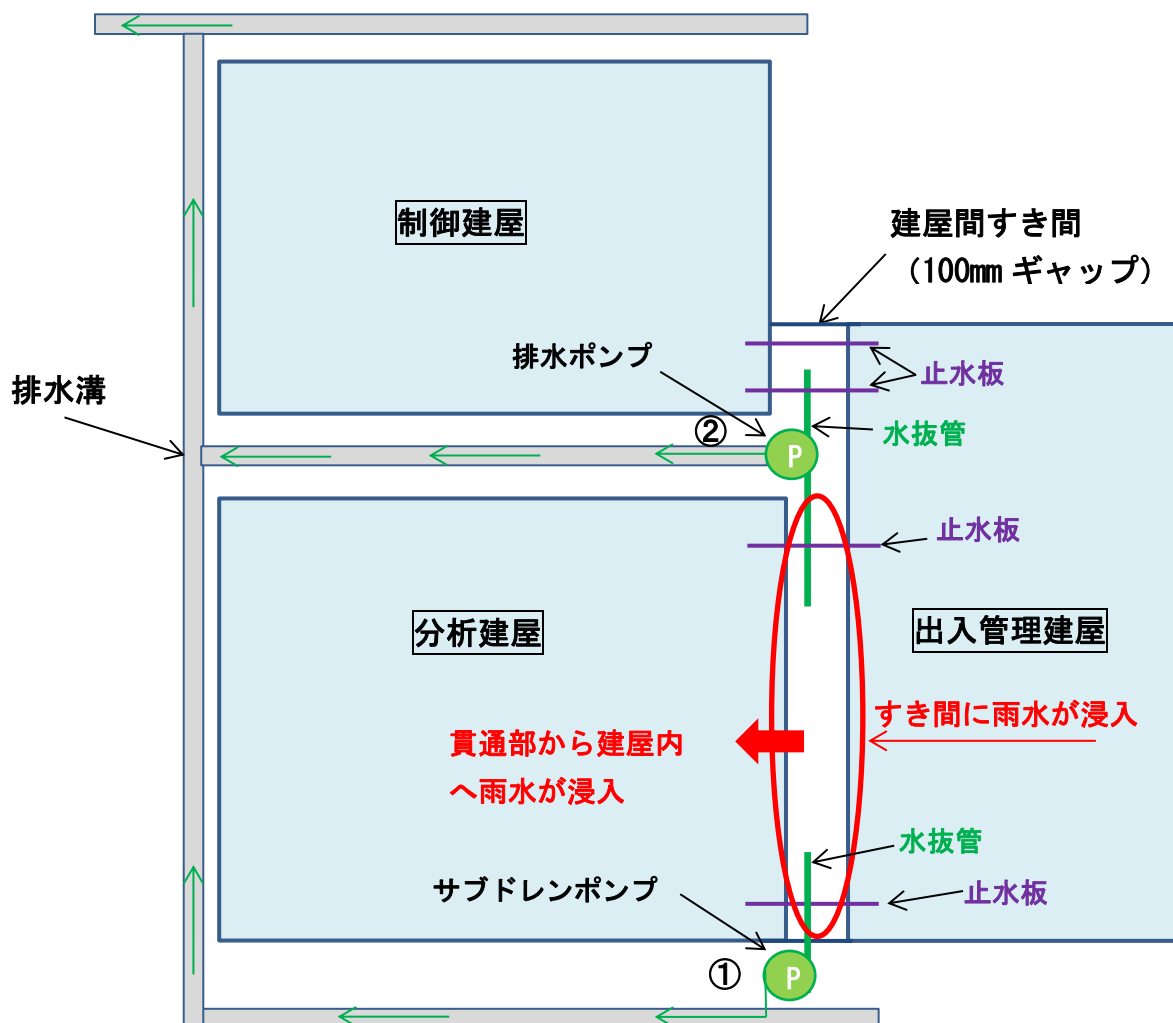 制御建屋
建屋間すき間
（100mm ギャップ）
排水ポンプ
止水板
排水溝
②
水抜管
P
止水板
分析建屋
出入管理建屋
すき間に雨水が浸入
貫通部から建屋内
へ雨水が浸入
水抜管
サブドレンポンプ
止水板
①
P